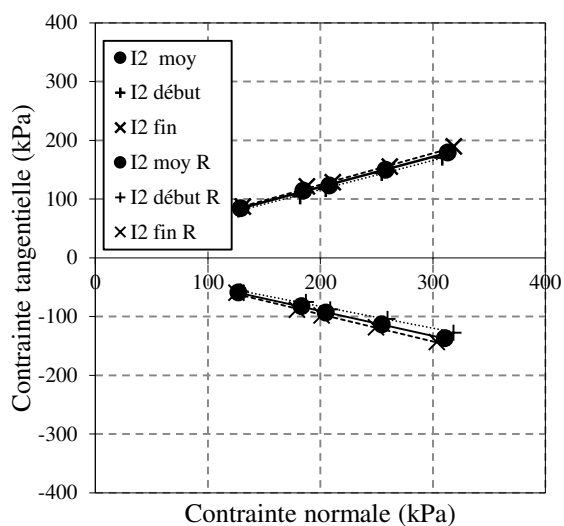 400
300
200
100
0
-100
-200
-300
-400
0
100
200
300
400
Contrainte tangentielle (kPa)
Contrainte normale (kPa)
I2 moy
I2 début
I2 fin
I2 moy R
I2 début R
I2 fin R